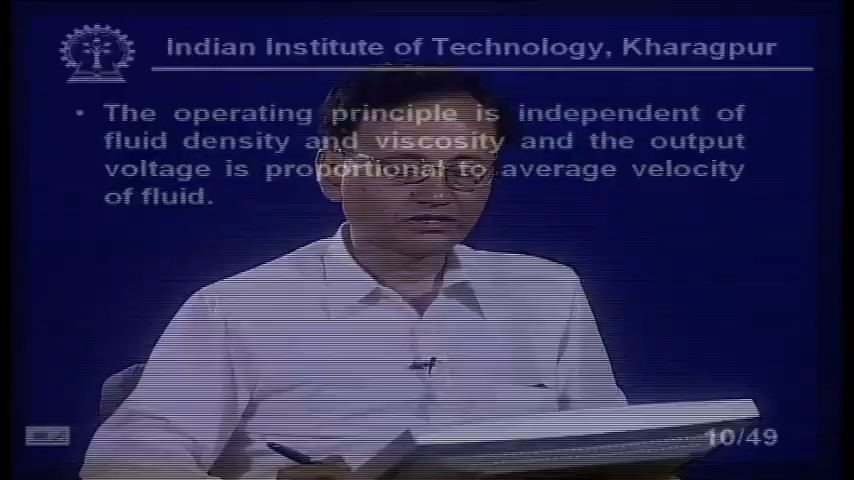 Indian Institute of Technology, Kharagpur
• The operating principle is independent of
fluid density and viscosity and the output
voltage is proportional to average velocity
of fluid.
10/49